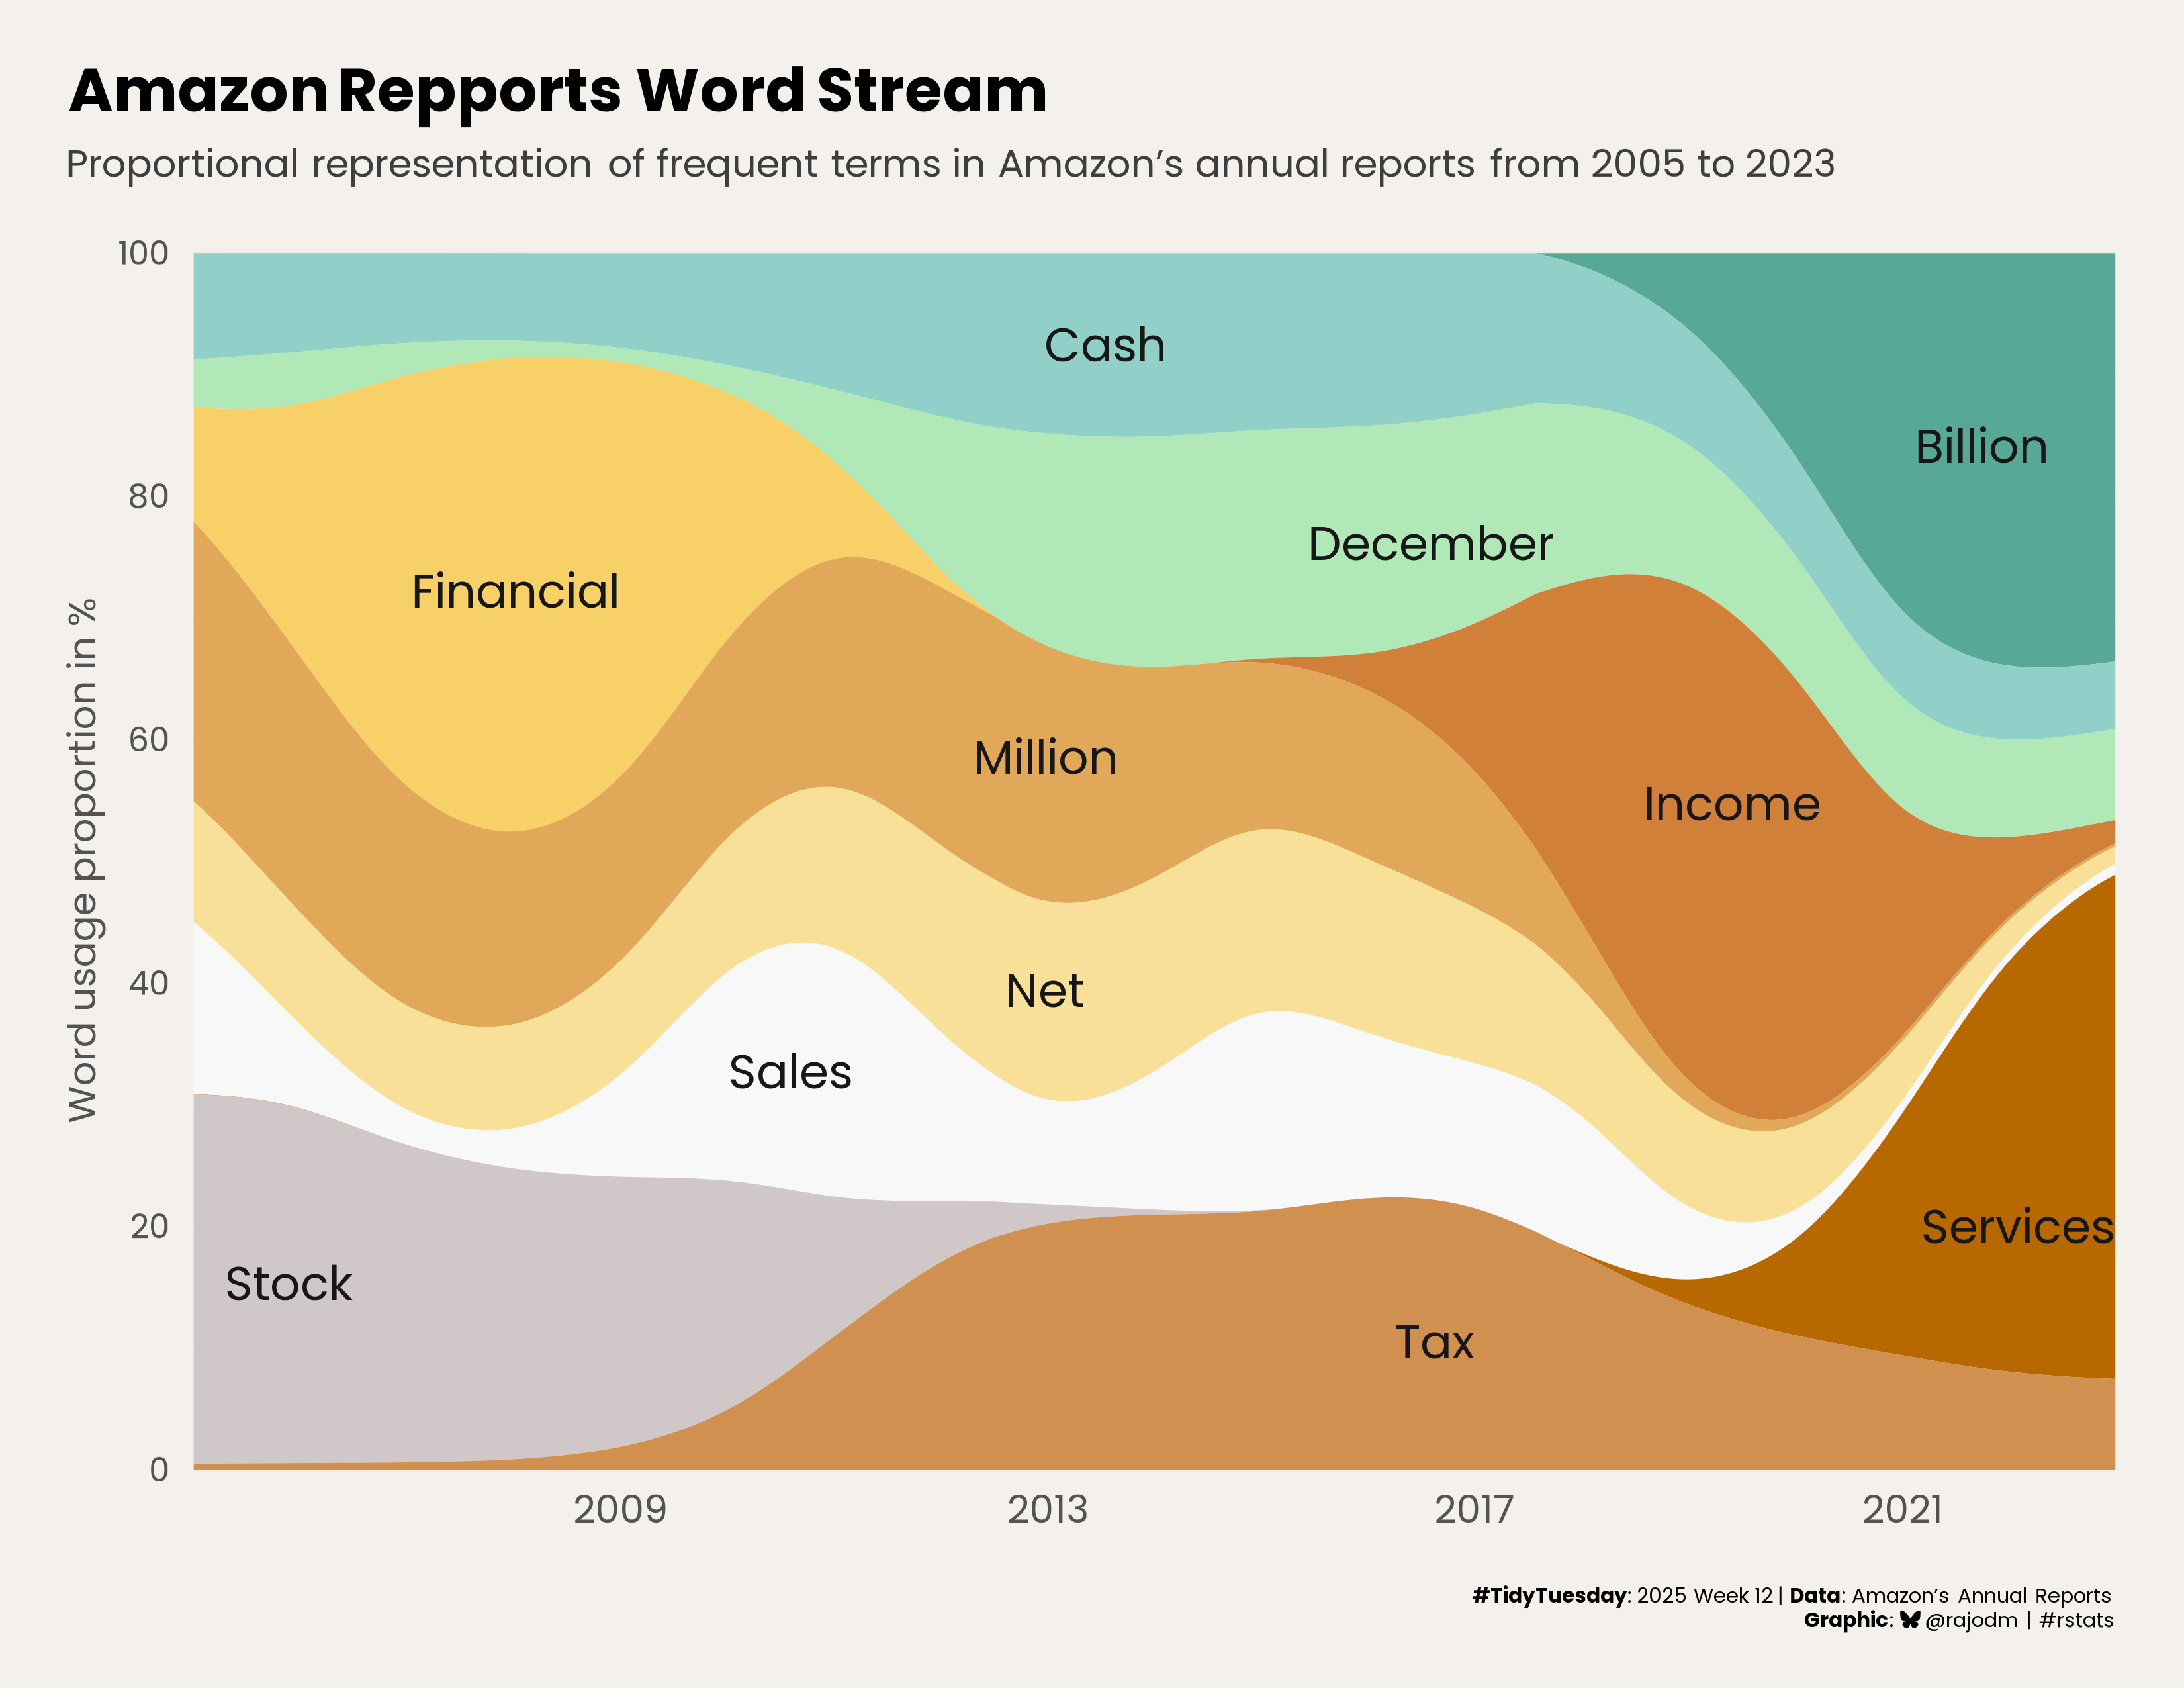 Amazon Repports Word Stream
Proportional representation of frequent terms in Amazon’s annual reports from 2005 to 2023
Word usage proportion in %
100
80
60
40
20
0
Cash
Billion
December
Financial
Million
Income
Net
Sales
Services
Stock
Tax
2009
2013
2017
2021
#TidyTuesday: 2025 Week 12 | Data: Amazon’s Annual Reports
Graphic: @rajodm | #rstats